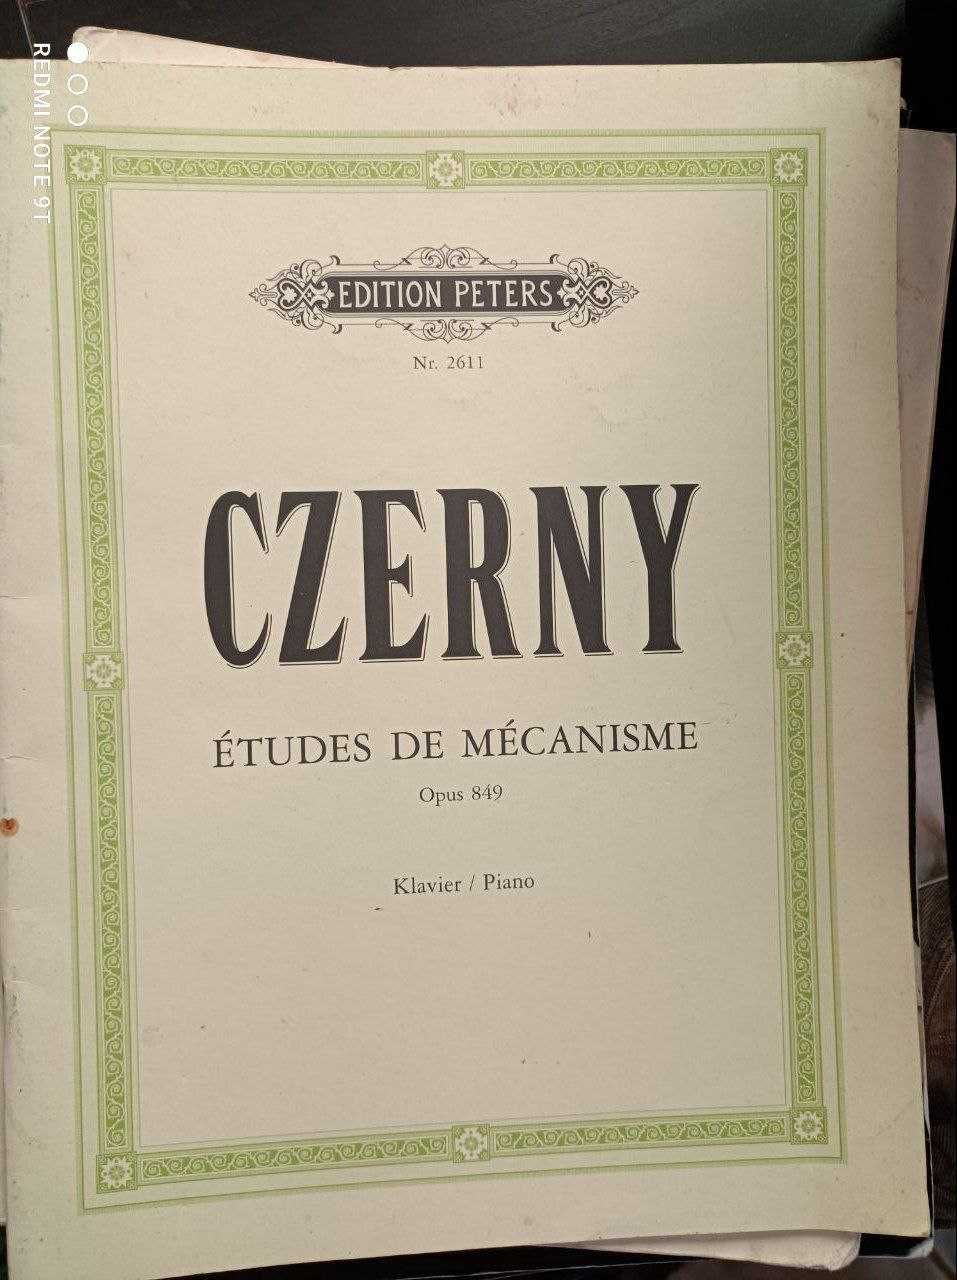 EDITION PETERS
Nr. 2611
CZERNY
ÉTUDES DE MÉCANISME
Opus 849
Klavier / Piano
REDMI NOTE 9T